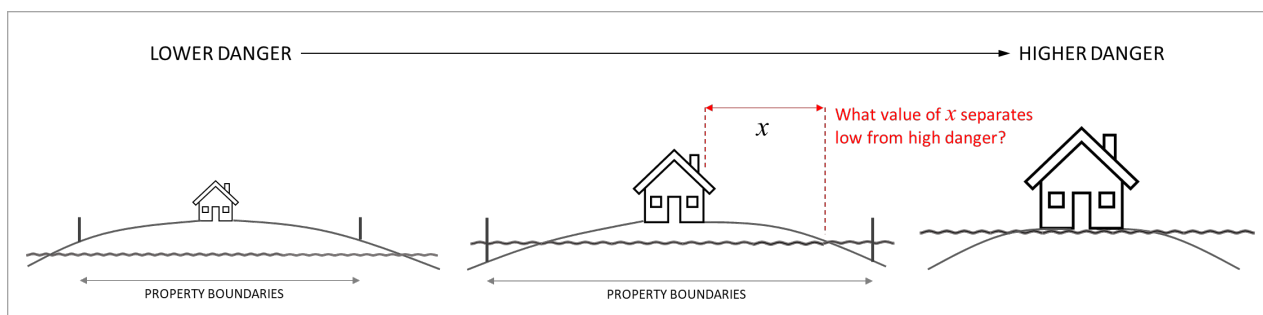 LOWER DANGER
HIGHER DANGER
x
What value of x separates
low from high danger?
PROPERTY BOUNDARIES
PROPERTY BOUNDARIES